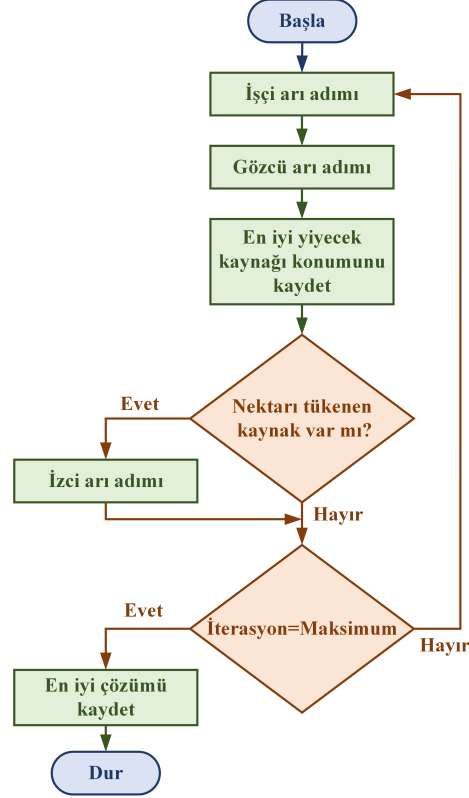 Başla
İşçi arı adımı
Gözcü arı adımı
En iyi yiyecek
kaynağı konumunu
kaydet
Nektarı tükenen
kaynak var mı?
Evet
İzci arı adımı
Hayır
İterasyon=Maksimum
Evet
Hayır
En iyi çözümü
kaydet
Dur